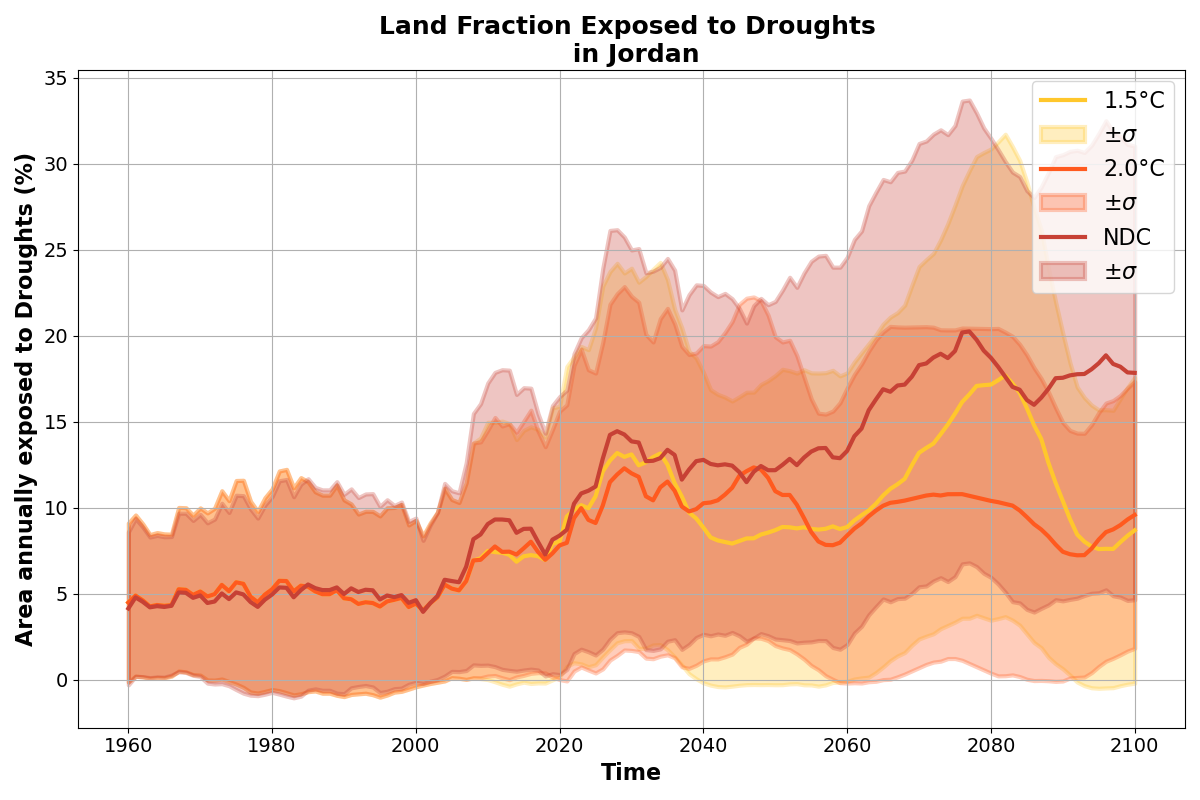 Land Fraction Exposed to Droughts
in Jordan
Area annually exposed to Droughts (%)
35
30
25
20
15
10
5
0
1.5°C
±σ
2.0°C
±σ
NDC
±σ
1960 1980 2000 2020 2040 2060 2080 2100
Time